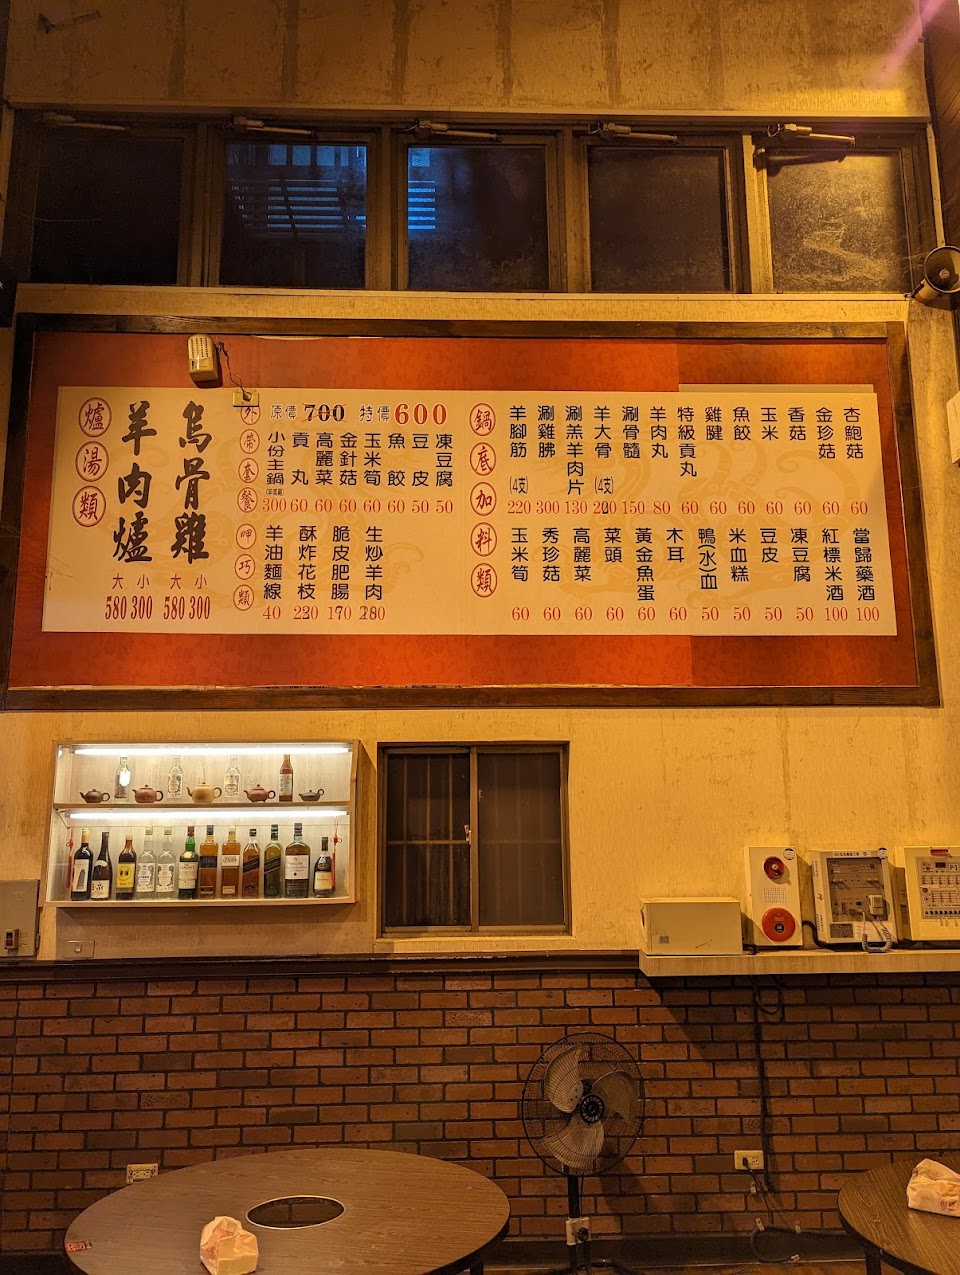 爐湯類
羊肉爐
大 小
580 300
烏骨雞
大 小
580 300
外帶套餐
原價 700 特價 600
小份主鍋 300
貢丸 60
高麗菜 60
金針菇 60
玉米筍 60
魚餃 60
豆皮 50
凍豆腐 50
呷巧類
羊油麵線 40
酥炸花枝 220
脆皮肥腸 170
生炒羊肉 180
鍋底加料類
羊腳筋 (4支) 220
涮雞胇 300
涮羔羊肉片 130
羊大骨 (4支) 200
涮骨髓 150
羊肉丸 80
特級貢丸 60
雞腱 60
魚餃 60
玉米 60
香菇 60
金珍菇 60
杏鮑菇 60
玉米筍 60
秀珍菇 60
高麗菜 60
菜頭 60
黃金魚蛋 60
木耳 60
鴨(水)血 50
米血糕 50
豆皮 50
凍豆腐 50
紅標米酒 100
當歸藥酒 100